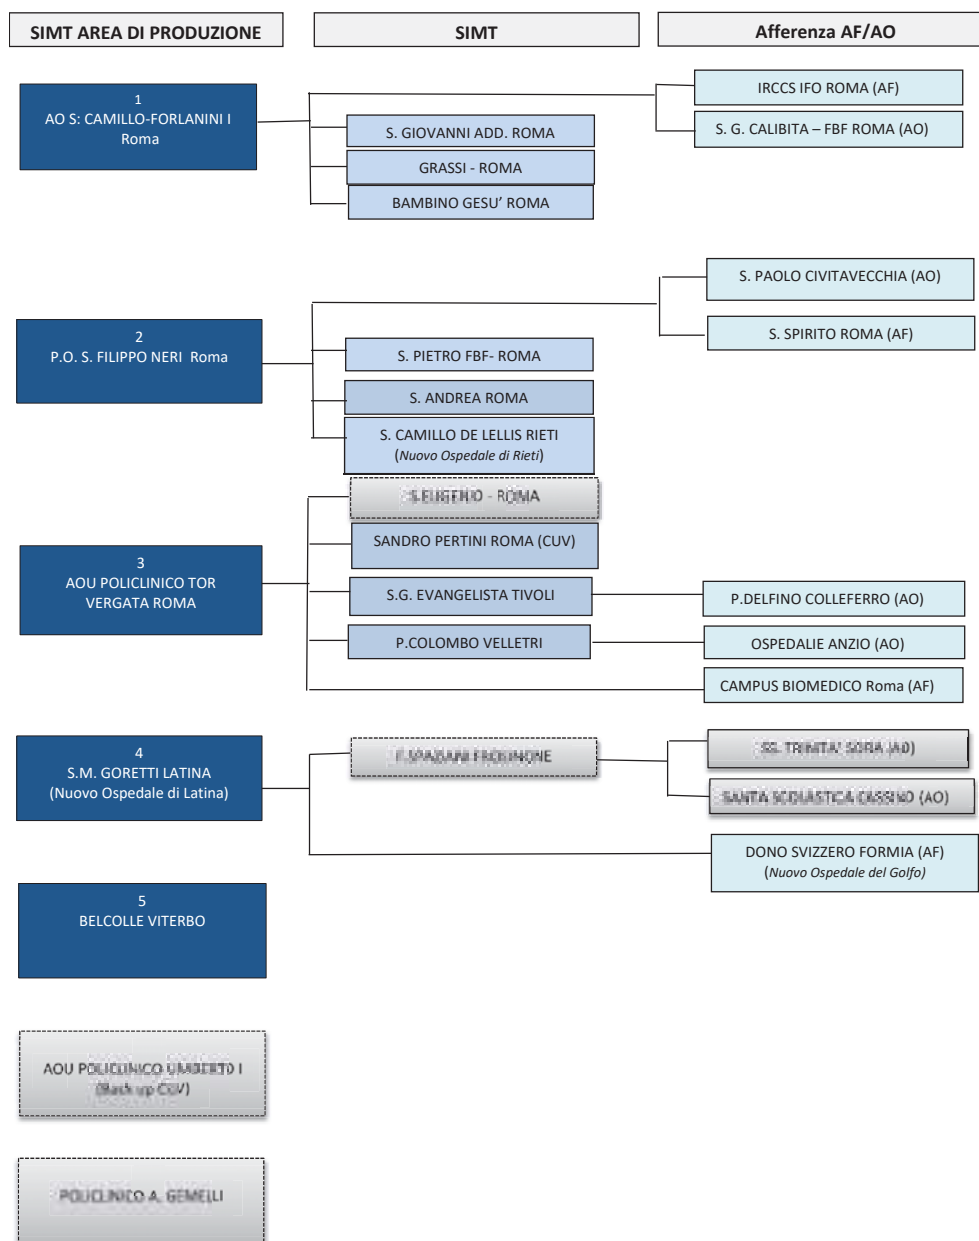 SIMT AREA DI PRODUZIONE
SIMT
Afferenza AF/AO
1
AO S: CAMILLO-FORLANINI I
Roma
IRCCS IFO ROMA (AF)
S. G. CALIBITA – FBF ROMA (AO)
S. GIOVANNI ADD. ROMA
GRASSI - ROMA
BAMBINO GESU’ ROMA
2
P.O. S. FILIPPO NERI Roma
S. PAOLO CIVITAVECCHIA (AO)
S. SPIRITO ROMA (AF)
S. PIETRO FBF- ROMA
S. ANDREA ROMA
S. CAMILLO DE LELLIS RIETI
(Nuovo Ospedale di Rieti)
3
AOU POLICLINICO TOR
VERGATA ROMA
S.EUGENIO - ROMA
SANDRO PERTINI ROMA (CUV)
S.G. EVANGELISTA TIVOLI
P.DELFINO COLLEFERRO (AO)
P.COLOMBO VELLETRI
OSPEDALIE ANZIO (AO)
CAMPUS BIOMEDICO Roma (AF)
4
S.M. GORETTI LATINA
(Nuovo Ospedale di Latina)
F.SPAZIANI FROSINONE
SS. TRINITA’ SORA (AO)
SANTA SCOLASTICA CASSINO (AO)
DONO SVIZZERO FORMIA (AF)
(Nuovo Ospedale del Golfo)
5
BELCOLLE VITERBO
AOU POLICLINICO UMBERTO I
(Back up CUV)
POLICLINICO A. GEMELLI